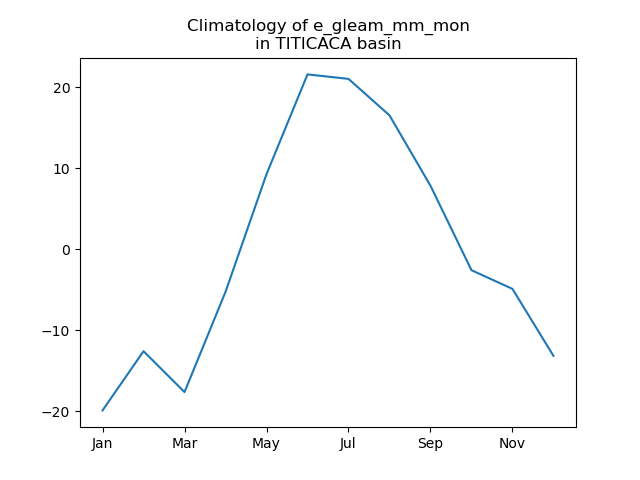 Climatology of e_gleam_mm_mon
in TITICACA basin
20
10
0
−10
−20
Jan
Mar
May
Jul
Sep
Nov